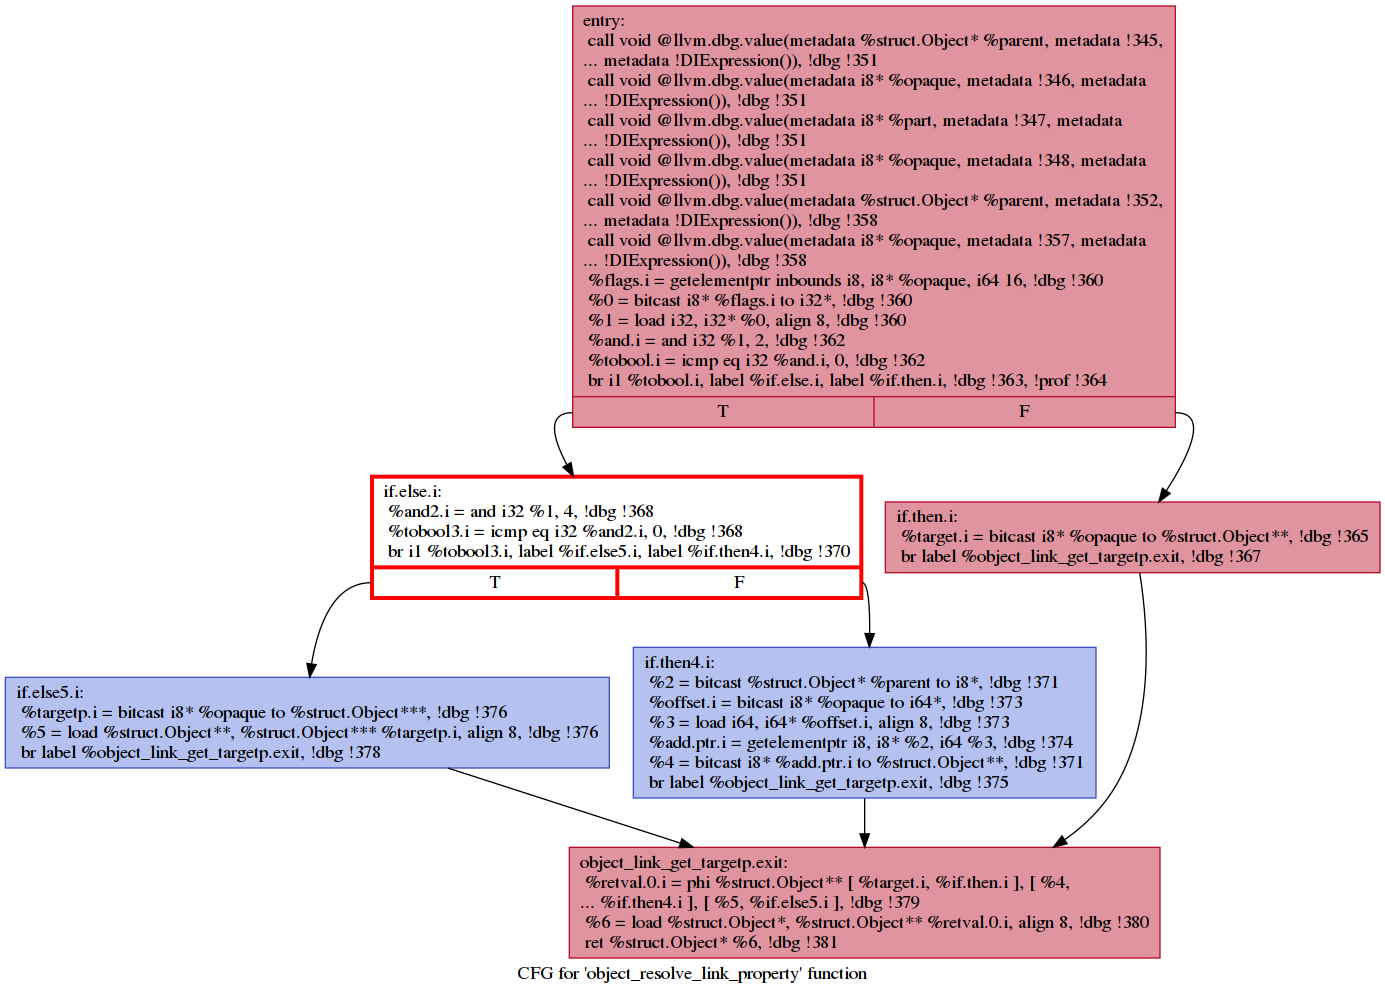 entry:
call void @llvm.dbg.value(metadata %struct.Object* %parent, metadata !345,
... metadata !DIExpression()), !dbg !351
call void @llvm.dbg.value(metadata i8* %opaque, metadata !346, metadata
... !DIExpression()), !dbg !351
call void @llvm.dbg.value(metadata i8* %part, metadata !347, metadata
... !DIExpression()), !dbg !351
call void @llvm.dbg.value(metadata i8* %opaque, metadata !348, metadata
... !DIExpression()), !dbg !351
call void @llvm.dbg.value(metadata %struct.Object* %parent, metadata !352,
... metadata !DIExpression()), !dbg !358
call void @llvm.dbg.value(metadata i8* %opaque, metadata !357, metadata
... !DIExpression()), !dbg !358
%flags.i = getelementptr inbounds i8, i8* %opaque, i64 16, !dbg !360
%0 = bitcast i8* %flags.i to i32*, !dbg !360
%1 = load i32, i32* %0, align 8, !dbg !360
%and.i = and i32 %1, 2, !dbg !362
%tobool.i = icmp eq i32 %and.i, 0, !dbg !362
br i1 %tobool.i, label %if.else.i, label %if.then.i, !dbg !363, !prof !364
T
F
if.else.i:
%and2.i = and i32 %1, 4, !dbg !368
%tobool3.i = icmp eq i32 %and2.i, 0, !dbg !368
br i1 %tobool3.i, label %if.else5.i, label %if.then4.i, !dbg !370
T
F
if.then.i:
%target.i = bitcast i8* %opaque to %struct.Object**, !dbg !365
br label %object_link_get_targetp.exit, !dbg !367
if.else5.i:
%targetp.i = bitcast i8* %opaque to %struct.Object***, !dbg !376
%5 = load %struct.Object**, %struct.Object*** %targetp.i, align 8, !dbg !376
br label %object_link_get_targetp.exit, !dbg !378
if.then4.i:
%2 = bitcast %struct.Object* %parent to i8*, !dbg !371
%offset.i = bitcast i8* %opaque to i64*, !dbg !373
%3 = load i64, i64* %offset.i, align 8, !dbg !373
%add.ptr.i = getelementptr i8, i8* %2, i64 %3, !dbg !374
%4 = bitcast i8* %add.ptr.i to %struct.Object**, !dbg !371
br label %object_link_get_targetp.exit, !dbg !375
object_link_get_targetp.exit:
%retval.0.i = phi %struct.Object** [ %target.i, %if.then.i ], [ %4,
... %if.then4.i ], [ %5, %if.else5.i ], !dbg !379
%6 = load %struct.Object*, %struct.Object** %retval.0.i, align 8, !dbg !380
ret %struct.Object* %6, !dbg !381
CFG for 'object_resolve_link_property' function